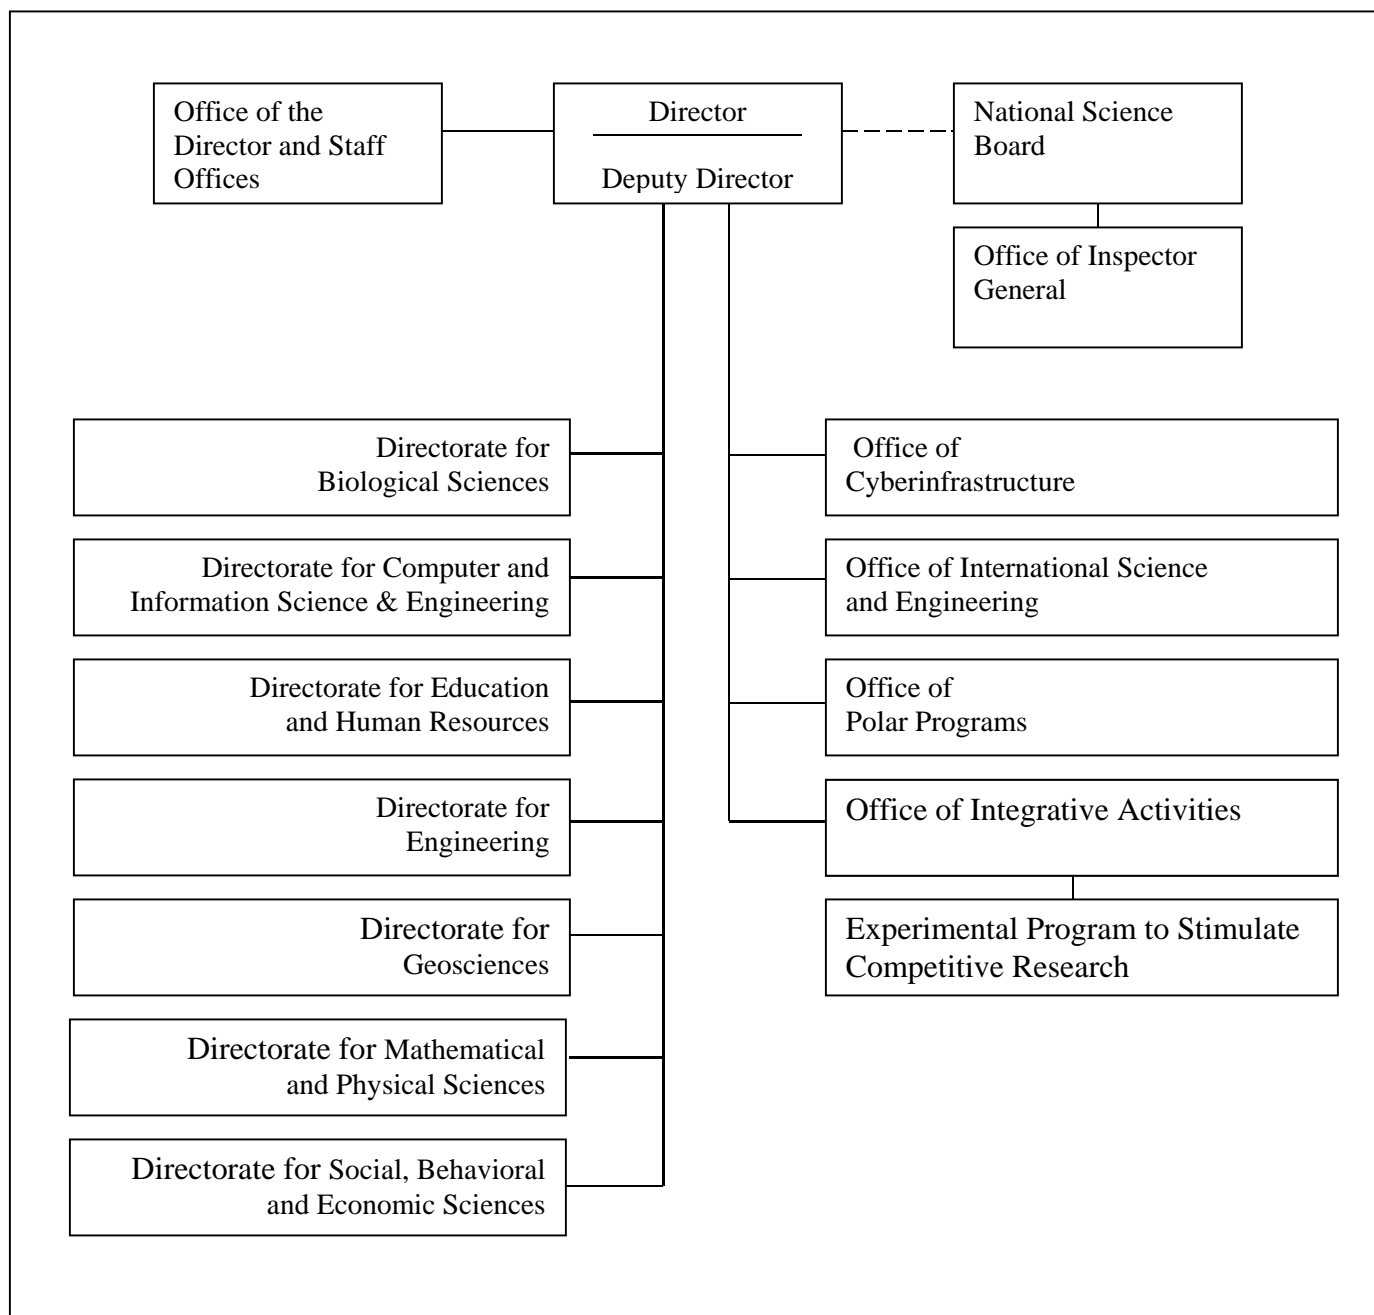 Office of the
Director and Staff
Offices
Director
Deputy Director
National Science
Board
Office of Inspector
General
Directorate for
Biological Sciences
Directorate for Computer and
Information Science & Engineering
Directorate for Education
and Human Resources
Directorate for
Engineering
Directorate for
Geosciences
Directorate for Mathematical
and Physical Sciences
Directorate for Social, Behavioral
and Economic Sciences
Office of
Cyberinfrastructure
Office of International Science
and Engineering
Office of
Polar Programs
Office of Integrative Activities
Experimental Program to Stimulate
Competitive Research